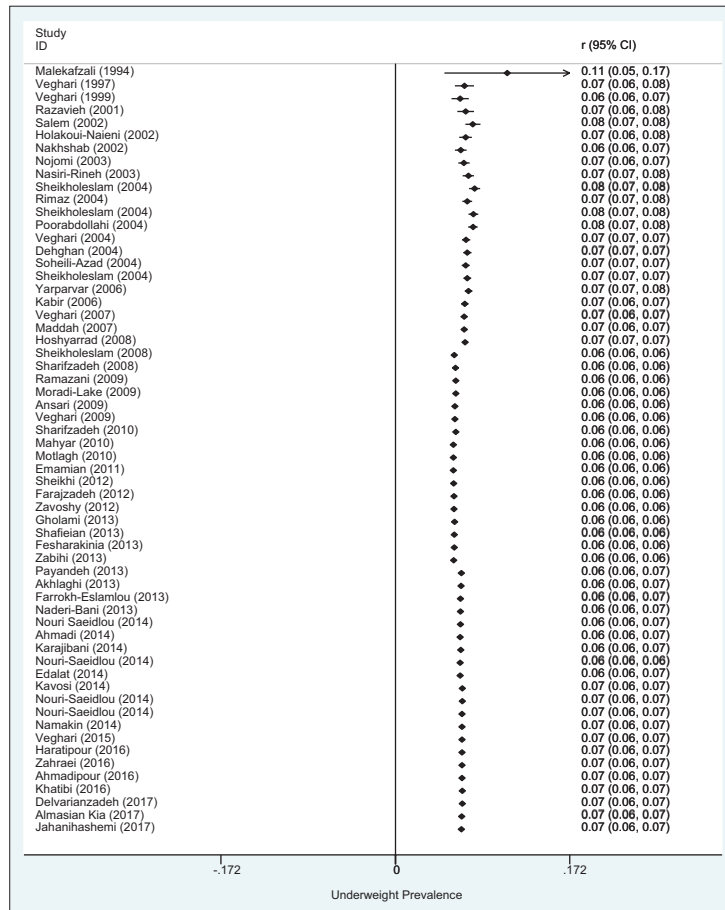 Study
ID r (95% CI)
Malekafzali (1994) 0.11 (0.05, 0.17)
Veghari (1997) 0.07 (0.06, 0.08)
Veghari (1999) 0.06 (0.06, 0.07)
Razavieh (2001) 0.07 (0.06, 0.08)
Salem (2002) 0.08 (0.07, 0.08)
Holakoui-Naieni (2002) 0.07 (0.06, 0.08)
Nakhshab (2002) 0.06 (0.06, 0.07)
Nojomi (2003) 0.07 (0.06, 0.07)
Nasiri-Rineh (2003) 0.07 (0.07, 0.08)
Sheikholeslam (2004) 0.08 (0.07, 0.08)
Rimaz (2004) 0.07 (0.07, 0.08)
Sheikholeslam (2004) 0.08 (0.07, 0.08)
Poorabdollahi (2004) 0.08 (0.07, 0.08)
Veghari (2004) 0.07 (0.07, 0.07)
Dehghan (2004) 0.07 (0.07, 0.07)
Soheili-Azad (2004) 0.07 (0.07, 0.07)
Sheikholeslam (2004) 0.07 (0.07, 0.07)
Yarparvar (2006) 0.07 (0.07, 0.08)
Kabir (2006) 0.07 (0.06, 0.07)
Veghari (2007) 0.07 (0.06, 0.07)
Maddah (2007) 0.07 (0.06, 0.07)
Hoshyarrad (2008) 0.07 (0.07, 0.07)
Sheikholeslam (2008) 0.06 (0.06, 0.06)
Sharifzadeh (2008) 0.06 (0.06, 0.06)
Ramazani (2009) 0.06 (0.06, 0.06)
Moradi-Lake (2009) 0.06 (0.06, 0.06)
Ansari (2009) 0.06 (0.06, 0.06)
Veghari (2009) 0.06 (0.06, 0.06)
Sharifzadeh (2010) 0.06 (0.06, 0.06)
Mahyar (2010) 0.06 (0.06, 0.06)
Motlagh (2010) 0.06 (0.06, 0.06)
Emamian (2011) 0.06 (0.06, 0.06)
Sheikhi (2012) 0.06 (0.06, 0.06)
Farajzadeh (2012) 0.06 (0.06, 0.06)
Zavoshy (2012) 0.06 (0.06, 0.06)
Gholami (2013) 0.06 (0.06, 0.06)
Shafieian (2013) 0.06 (0.06, 0.06)
Fesharakinia (2013) 0.06 (0.06, 0.06)
Zabihi (2013) 0.06 (0.06, 0.06)
Payandeh (2013) 0.06 (0.06, 0.07)
Akhlaghi (2013) 0.06 (0.06, 0.07)
Farrokh-Eslamlou (2013) 0.06 (0.06, 0.07)
Naderi-Bani (2013) 0.06 (0.06, 0.07)
Nouri Saeidlou (2014) 0.06 (0.06, 0.07)
Ahmadi (2014) 0.06 (0.06, 0.07)
Karajibani (2014) 0.06 (0.06, 0.07)
Nouri-Saeidlou (2014) 0.06 (0.06, 0.06)
Edalat (2014) 0.06 (0.06, 0.07)
Kavosi (2014) 0.07 (0.06, 0.07)
Nouri-Saeidlou (2014) 0.07 (0.06, 0.07)
Nouri-Saeidlou (2014) 0.07 (0.06, 0.07)
Namakin (2014) 0.07 (0.06, 0.07)
Veghari (2015) 0.07 (0.06, 0.07)
Haratipour (2016) 0.07 (0.06, 0.07)
Zahraei (2016) 0.07 (0.06, 0.07)
Ahmadipour (2016) 0.07 (0.06, 0.07)
Khatibi (2016) 0.07 (0.06, 0.07)
Delvarianzadeh (2017) 0.07 (0.06, 0.07)
Almasian Kia (2017) 0.07 (0.06, 0.07)
Jahanihashemi (2017) 0.07 (0.06, 0.07)
-.172 0 .172
Underweight Prevalence